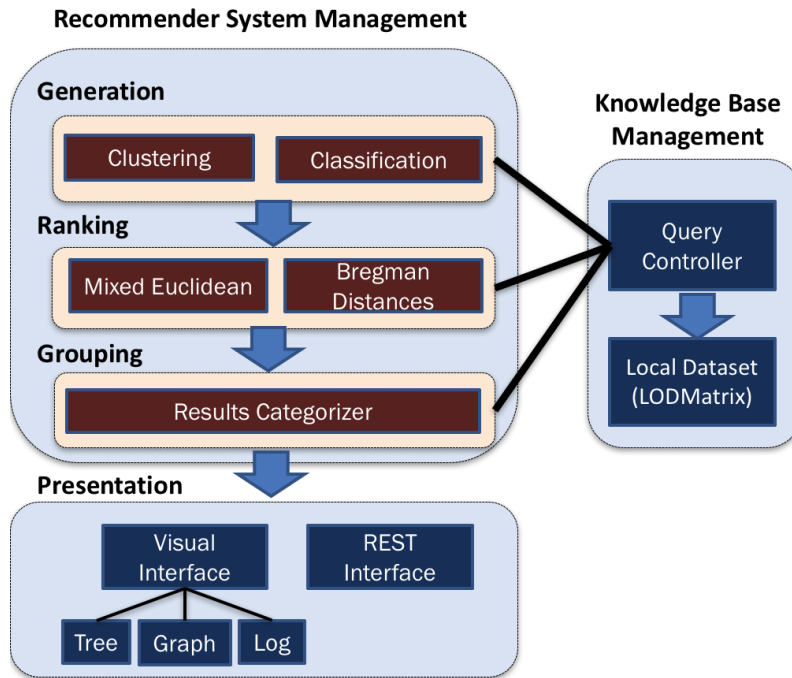 Recommender System Management
Generation
Clustering
Classification
Ranking
Mixed Euclidean
Bregman
Distances
Grouping
Results Categorizer
Knowledge Base
Management
Query
Controller
Local Dataset
(LODMatrix)
Presentation
Visual
Interface
REST
Interface
Tree
Graph
Log